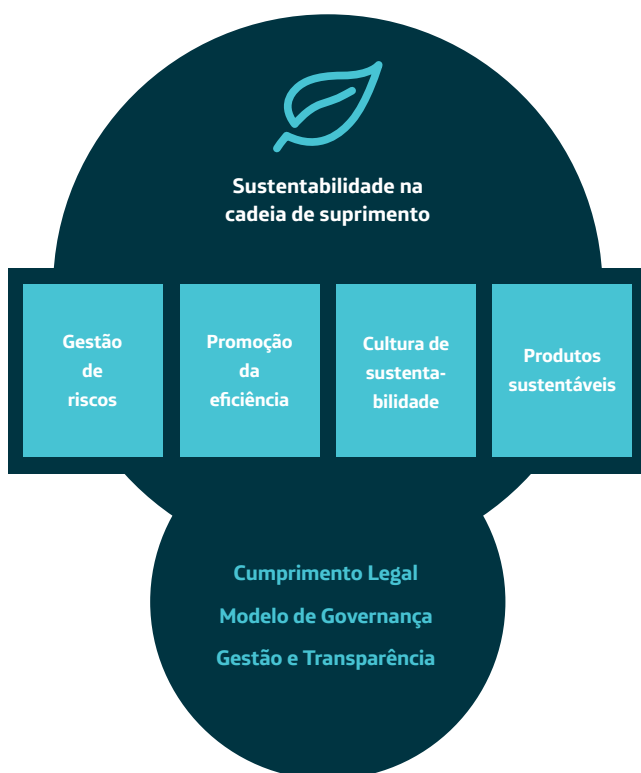 Sustentabilidade na
cadeia de suprimento
Gestão
de
riscos
Promoção
da
eficiência
Cultura de
sustenta-
bilidade
Produtos
sustentáveis
Cumprimento Legal
Modelo de Governança
Gestão e Transparência